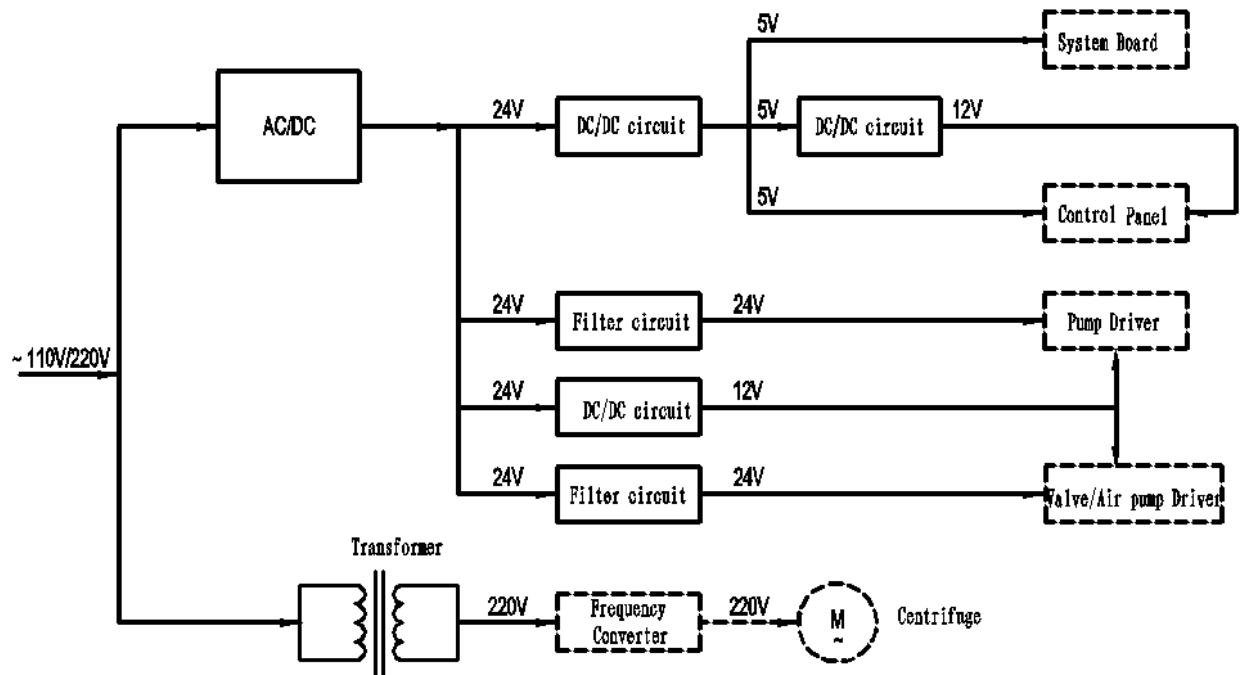 5V
System Board
AC/DC
24V
DC/DC circuit
5V
DC/DC circuit
12V
5V
Control Panel
24V
Filter circuit
24V
Pump Driver
~ 110V/220V
24V
DC/DC circuit
12V
24V
Filter circuit
24V
Valve/Air pump Driver
Transformer
220V
Frequency
Converter
220V
M
~
Centrifuge